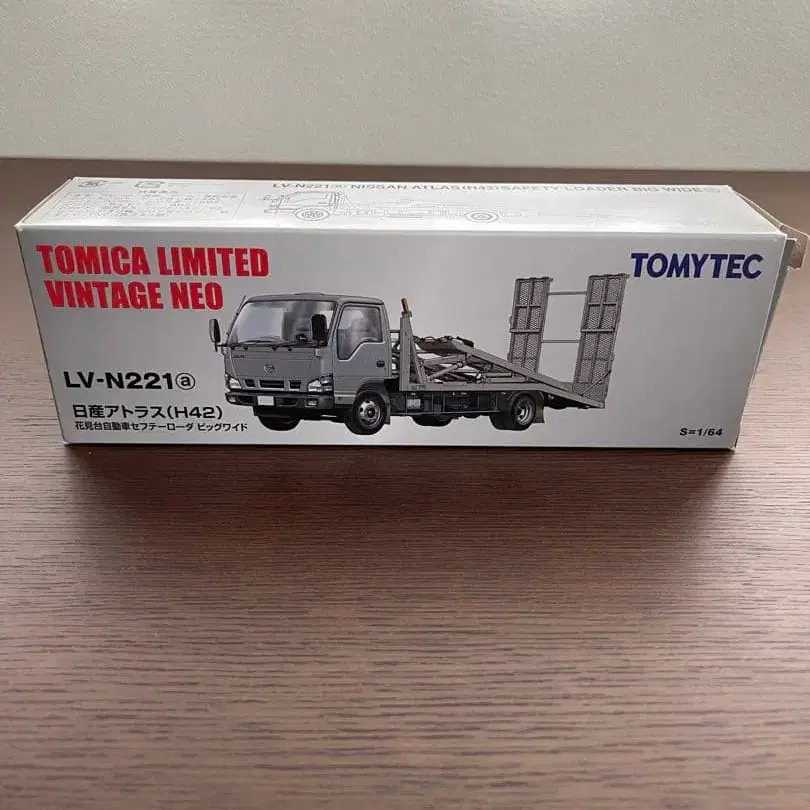 LV-N221ⓐ NISSAN ATLAS(H42)SAFETY LOADER BIG WIDE
TOMICA LIMITED
VINTAGE NEO
TOMYTEC
LV-N221ⓐ
日産アトラス(H42)
花見台自動車セフテーローダ ビッグワイド
S=1/64